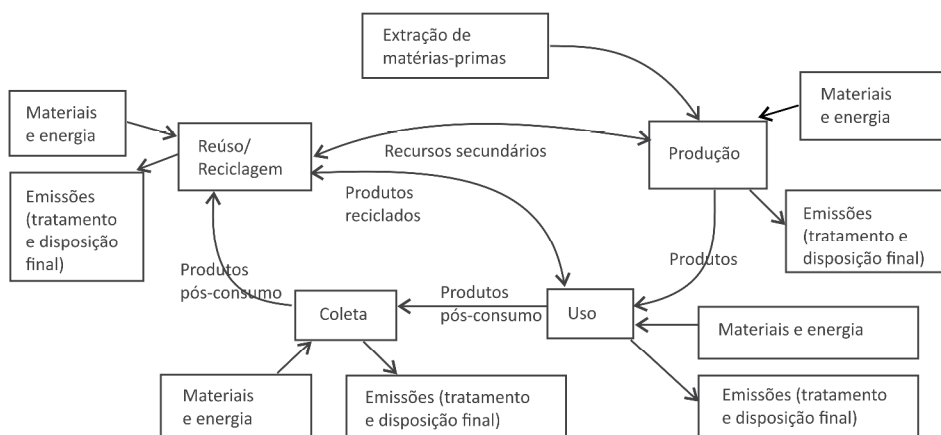 Extração de
matérias-primas
Materiais
e energia
Materiais
e energia
Reúso/
Reciclagem
Recursos secundários
Produção
Produtos
reciclados
Emissões
(tratamento
e disposição
final)
Emissões
(tratamento e
disposição final)
Produtos
Produtos
pós-consumo
Produtos
pós-consumo
Coleta
Uso
Materiais e energia
Materiais
e energia
Emissões (tratamento
e disposição final)
Emissões (tratamento
e disposição final)